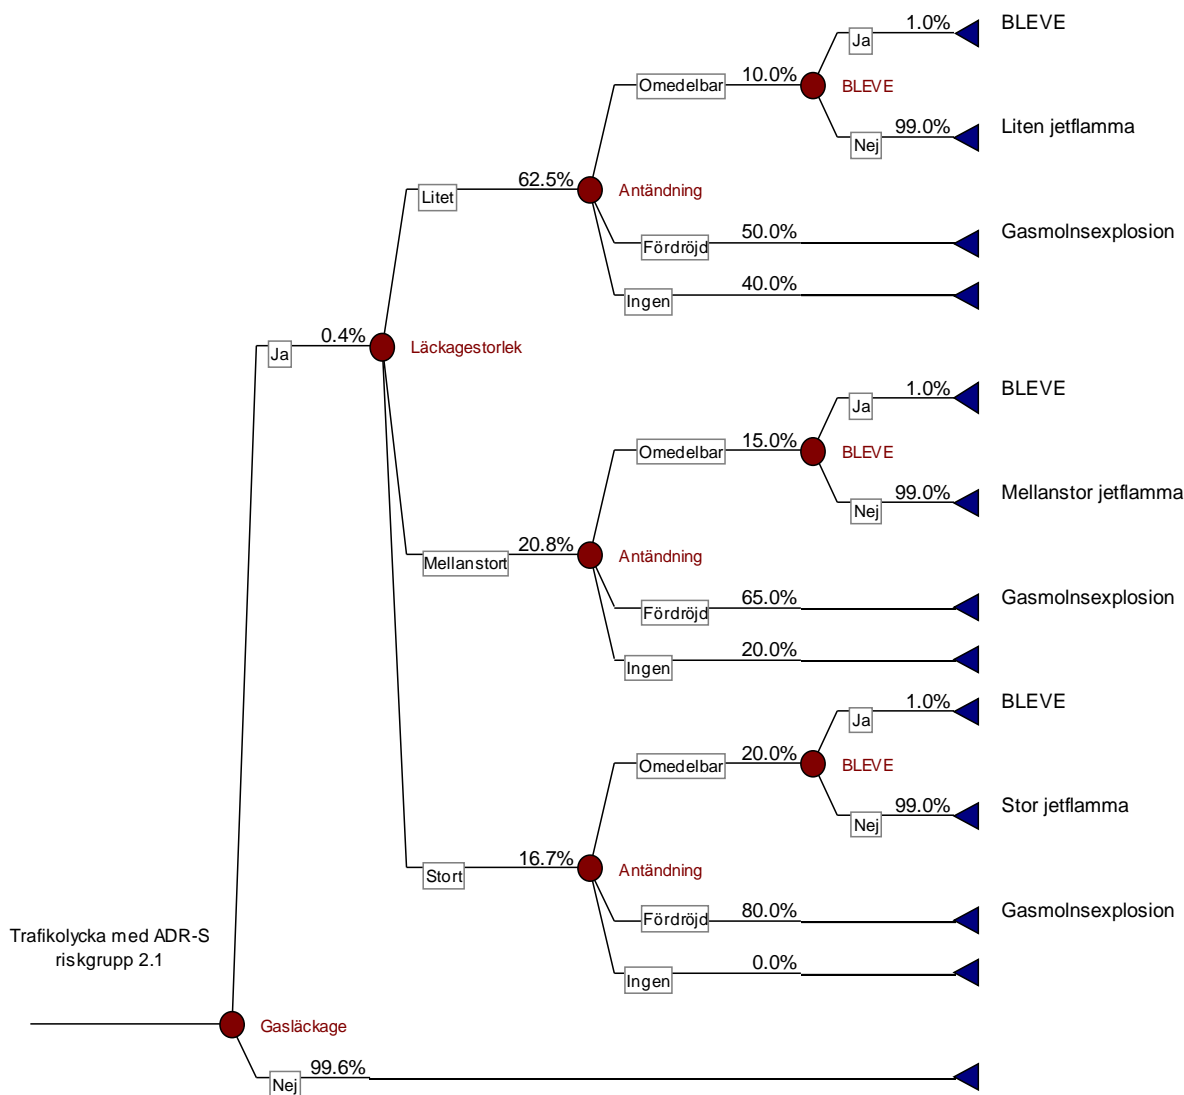 1.0%
BLEVE
Ja
Omedelbar
10.0%
BLEVE
99.0%
Liten jetflamma
Nej
62.5%
Litet
Antändning
50.0%
Gasmolnsexplosion
Fördröjd
40.0%
Ingen
0.4%
Ja
Läckagestorlek
1.0%
BLEVE
Ja
15.0%
Omedelbar
BLEVE
99.0%
Mellanstor jetflamma
Nej
20.8%
Mellanstort
Antändning
65.0%
Gasmolnsexplosion
Fördröjd
20.0%
Ingen
1.0%
BLEVE
Ja
20.0%
Omedelbar
BLEVE
99.0%
Stor jetflamma
Nej
16.7%
Stort
Antändning
80.0%
Gasmolnsexplosion
Fördröjd
0.0%
Ingen
Trafikolycka med ADR-S
riskgrupp 2.1
Gasläckage
99.6%
Nej